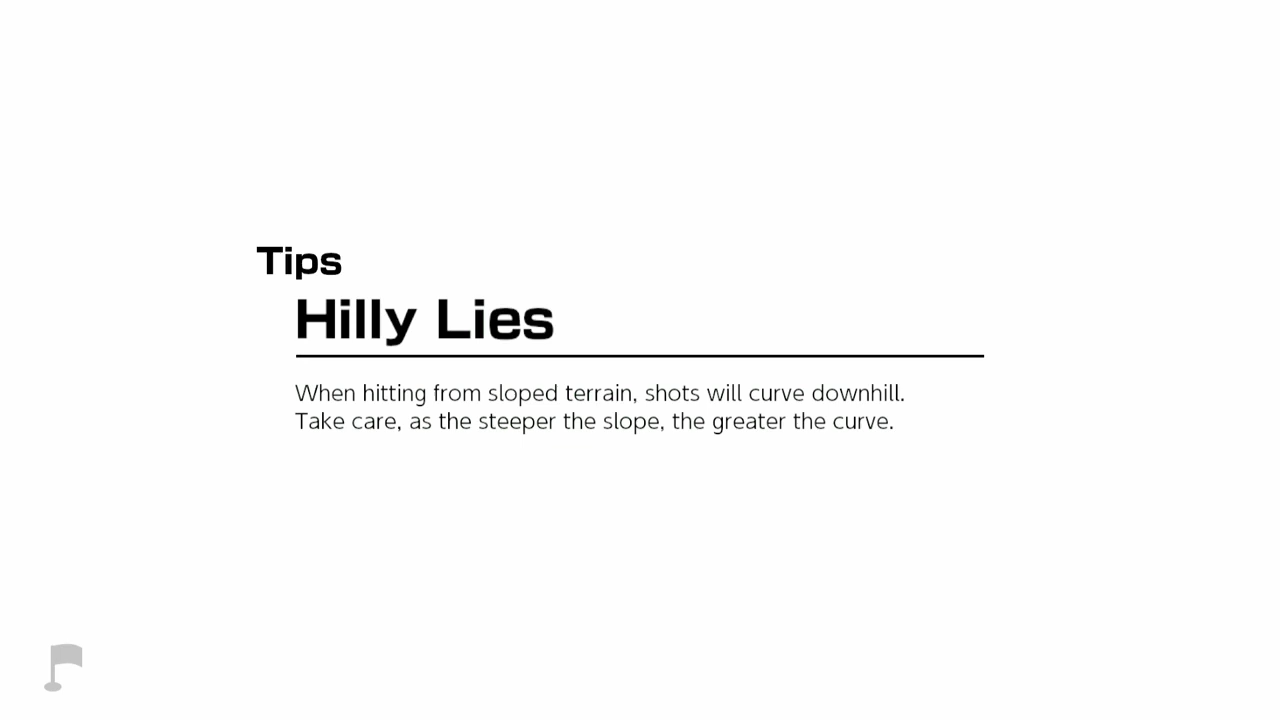 Tips
Hilly Lies
When hitting from sloped terrain, shots will curve downhill.
Take care, as the steeper the slope, the greater the curve.